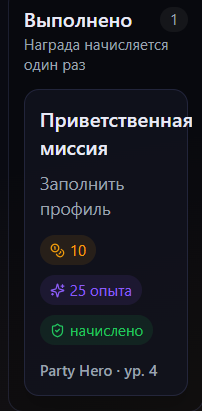 Выполнено
1
Награда начисляется
один раз
Приветственная
миссия
Заполнить
профиль
10
25 опыта
начислено
Party Hero · ур. 4